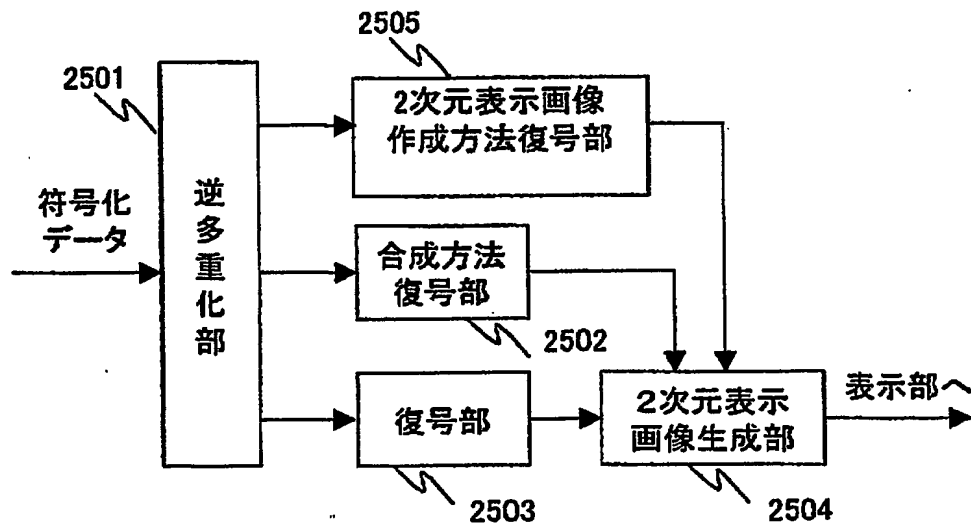 2505
2501
2次元表示画像
作成方法復号部
符号化
データ
逆多重化部
合成方法
復号部
2502
復号部
2次元表示
画像生成部
表示部へ
2503
2504